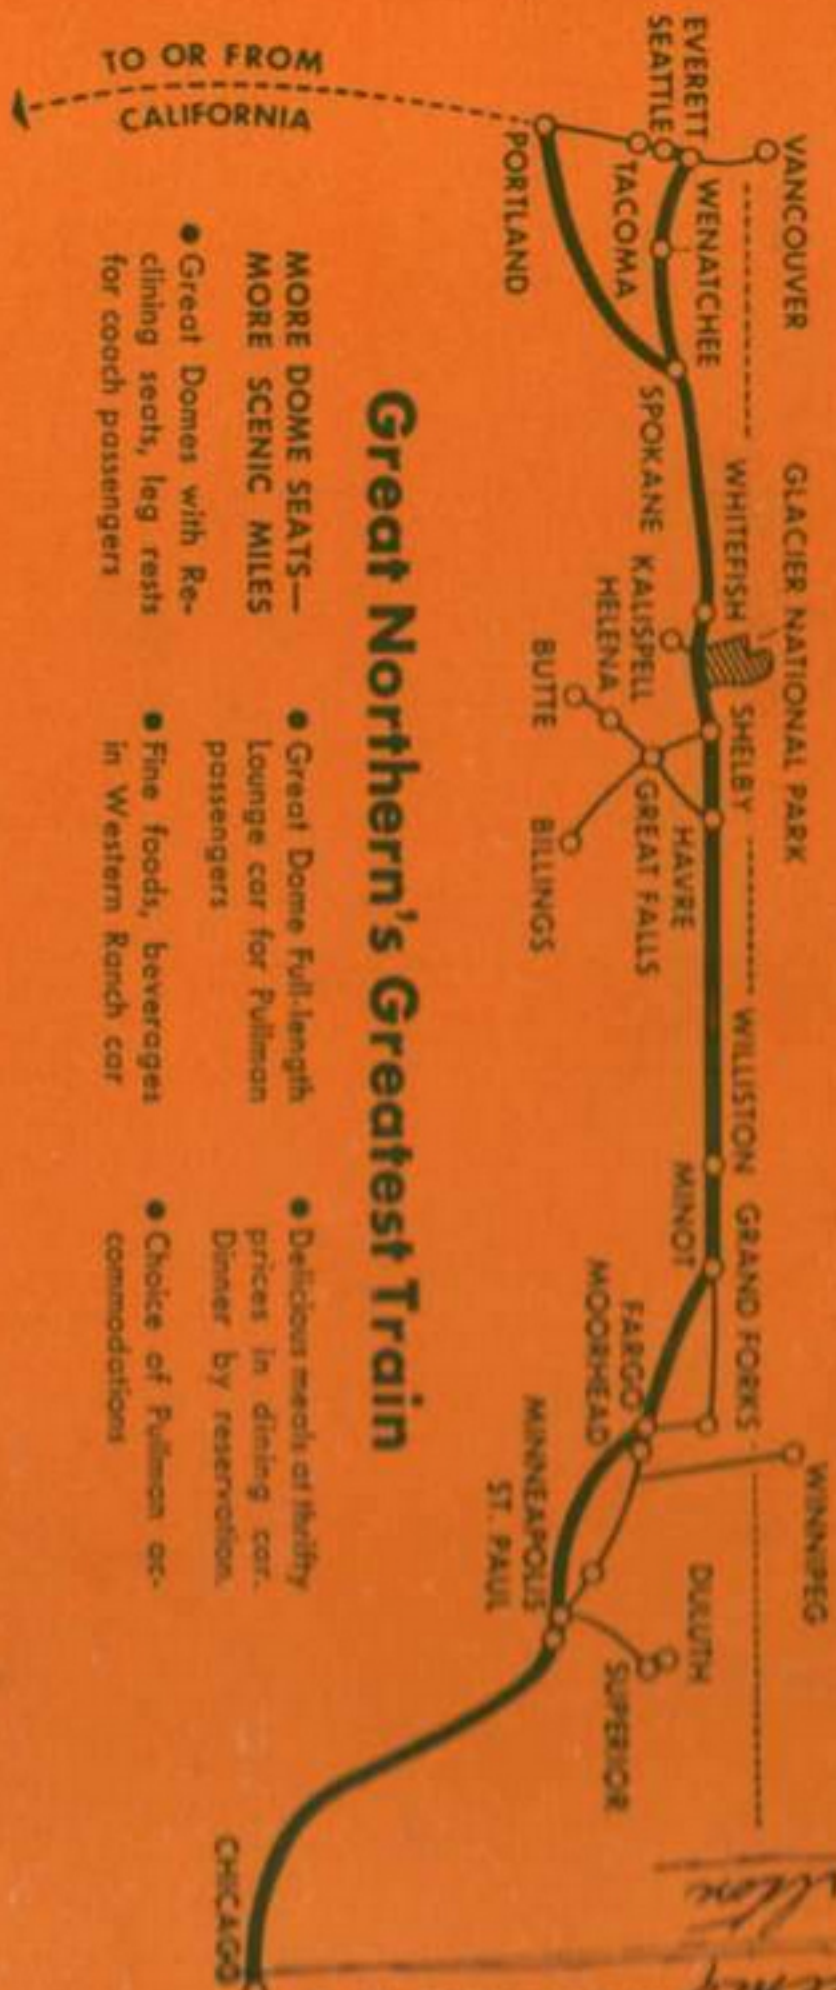 VANCOUVER
GLACIER NATIONAL PARK
WINNIPEG
EVERETT
SEATTLE
WENATCHEE
WHITEFISH
SHELBY
WILLISTON
GRAND FORKS
TACOMA
SPOKANE
KALISPELL
HELENA
BUTTE
HAVRE
GREAT FALLS
BILLINGS
MINOT
FARGO
MOORHEAD
DULUTH
SUPERIOR
PORTLAND
MINNEAPOLIS
ST. PAUL
TO OR FROM
CALIFORNIA
CHICAGO
Great Northern's Greatest Train
MORE DOME SEATS—
MORE SCENIC MILES
● Great Domes with Re-
clining seats, leg rests
for coach passengers
● Great Dome Full-length
Lounge car for Pullman
passengers
● Fine foods, beverages
in Western Ranch car
● Delicious meals at thrifty
prices in dining car.
Dinner by reservation.
● Choice of Pullman ac-
commodations